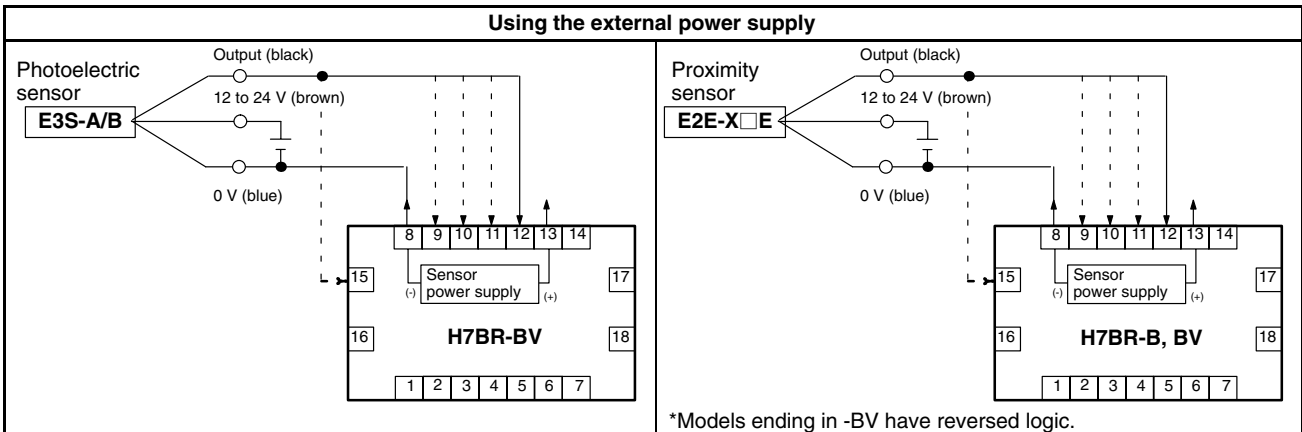 Using the external power supply
Photoelectric
sensor
E3S-A/B
Output (black)
12 to 24 V (brown)
0 V (blue)
8 9 10 11 12 13 14
15
17
Sensor
power supply
(-)
(+)
16
H7BR-BV
18
1 2 3 4 5 6 7
Proximity
sensor
E2E-X□E
Output (black)
12 to 24 V (brown)
0 V (blue)
8 9 10 11 12 13 14
15
17
Sensor
power supply
(-)
(+)
16
H7BR-B, BV
18
1 2 3 4 5 6 7
*Models ending in -BV have reversed logic.